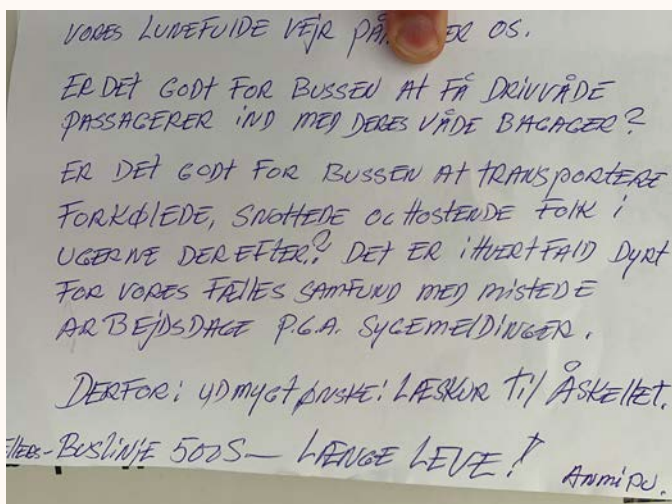 VORES LUNEFULDE VEJR ER OS.
ER DET GODT FOR BUSSEN AT FÅ DRIVVÅDE
PASSAGERER IND MED DERES VÅDE BAGAGER?
ER DET GODT FOR BUSSEN AT TRANSPORTERE
FORKØLEDE, SNOTTEDE OG HOSTENDE FOLK I
UGERNE DEREFTER? DET ER IHVERTFALD DYRT
FOR VORES FÆLLES SAMFUND MED MISTEDE
ARBEJDSDAGE P.G.A. SYGEMELDINGER.
DERFOR: YDMYGT ØNSKE: LÆSKUR TIL ÅSKELLET.
BUSLINJE 500S — LÆNGE LEVE!